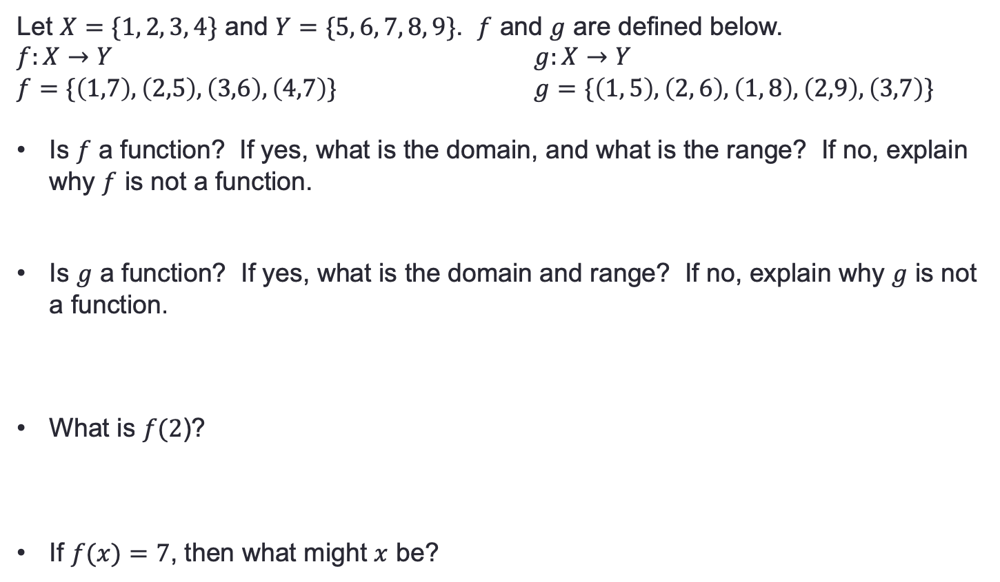 Let X = {1, 2, 3, 4} and Y = {5, 6, 7, 8, 9}. f and g are defined below.
f: X → Y g: X → Y
f = {(1,7), (2,5), (3,6), (4,7)} g = {(1, 5), (2, 6), (1, 8), (2,9), (3,7)}
• Is f a function? If yes, what is the domain, and what is the range? If no, explain
why f is not a function.
• Is g a function? If yes, what is the domain and range? If no, explain why g is not
a function.
• What is f(2)?
• If f(x) = 7, then what might x be?